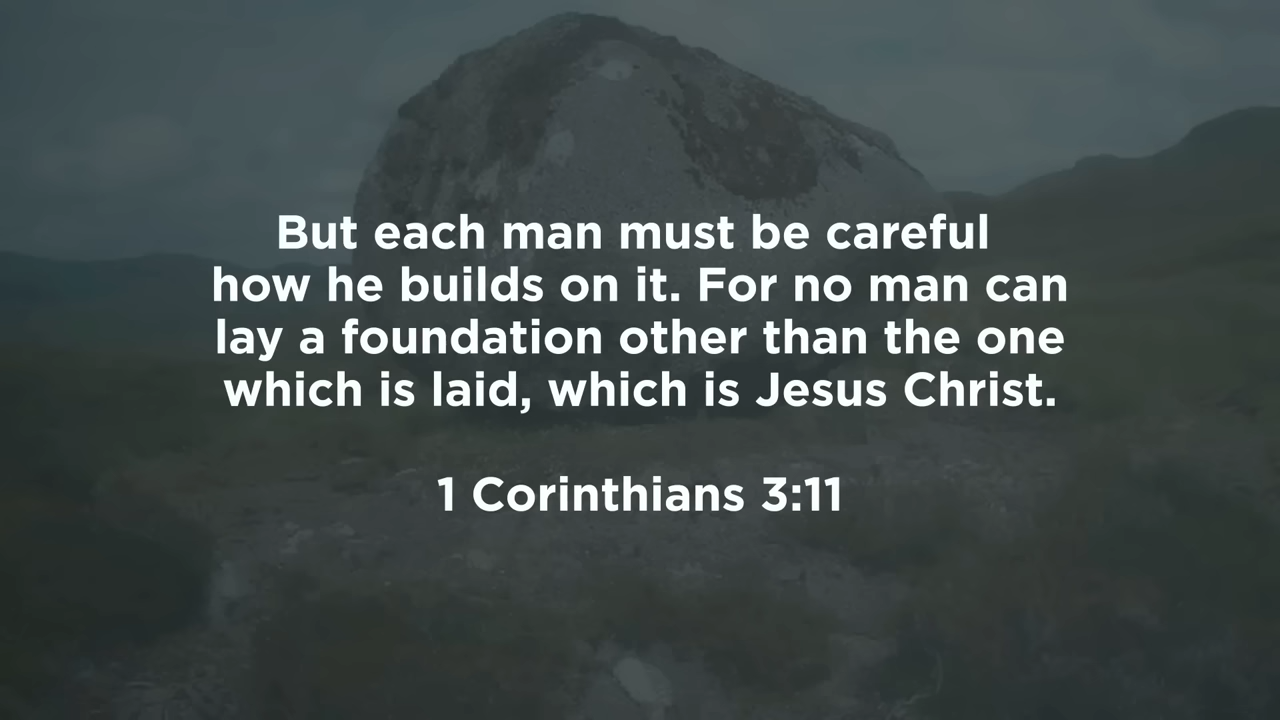 But each man must be careful
how he builds on it. For no man can
lay a foundation other than the one
which is laid, which is Jesus Christ.
1 Corinthians 3:11